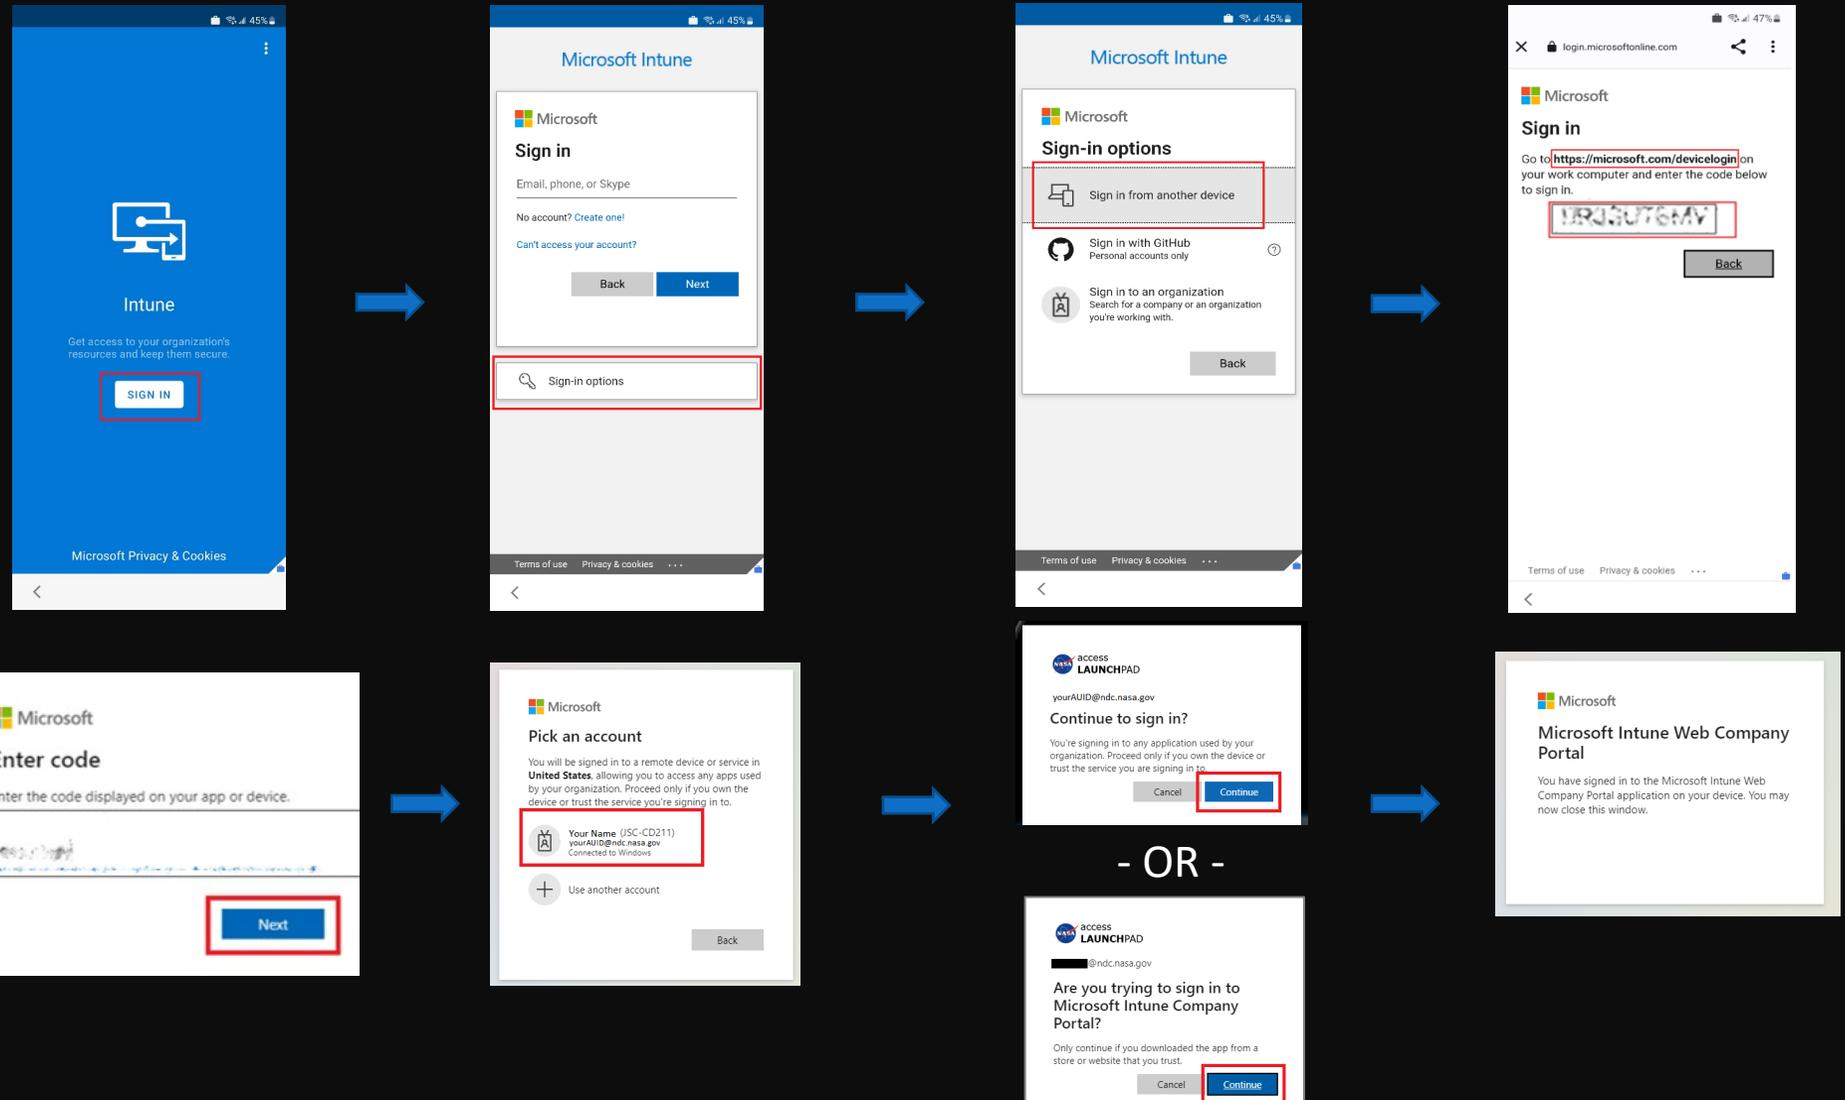 45%
Intune
Get access to your organization's
resources and keep them secure.
SIGN IN
Microsoft Privacy & Cookies
45%
Microsoft Intune
Microsoft
Sign in
Email, phone, or Skype
No account? Create one!
Can't access your account?
Back
Next
Sign-in options
Terms of use
Privacy & cookies
...
45%
Microsoft Intune
Microsoft
Sign-in options
Sign in from another device
Sign in with GitHub
Personal accounts only
Sign in to an organization
Search for a company or an organization
you're working with.
Back
Terms of use
Privacy & cookies
...
47%
login.microsoftonline.com
Microsoft
Sign in
Go to https://microsoft.com/devicelogin on
your work computer and enter the code below
to sign in.
Back
Terms of use
Privacy & cookies
...
Microsoft
Enter code
nter the code displayed on your app or device.
Next
Microsoft
Pick an account
You will be signed in to a remote device or service in
United States, allowing you to access any apps used
by your organization. Proceed only if you own the
device or trust the service you're signing in to.
Your Name (JSC-CD211)
yourAUID@ndc.nasa.gov
Connected to Windows
Use another account
Back
NASA
access
LAUNCHPAD
yourAUID@ndc.nasa.gov
Continue to sign in?
You're signing in to any application used by your
organization. Proceed only if you own the device or
trust the service you are signing in to.
Cancel
Continue
- OR -
NASA
access
LAUNCHPAD
@ndc.nasa.gov
Are you trying to sign in to
Microsoft Intune Company
Portal?
Only continue if you downloaded the app from a
store or website that you trust.
Cancel
Continue
Microsoft
Microsoft Intune Web Company
Portal
You have signed in to the Microsoft Intune Web
Company Portal application on your device. You may
now close this window.